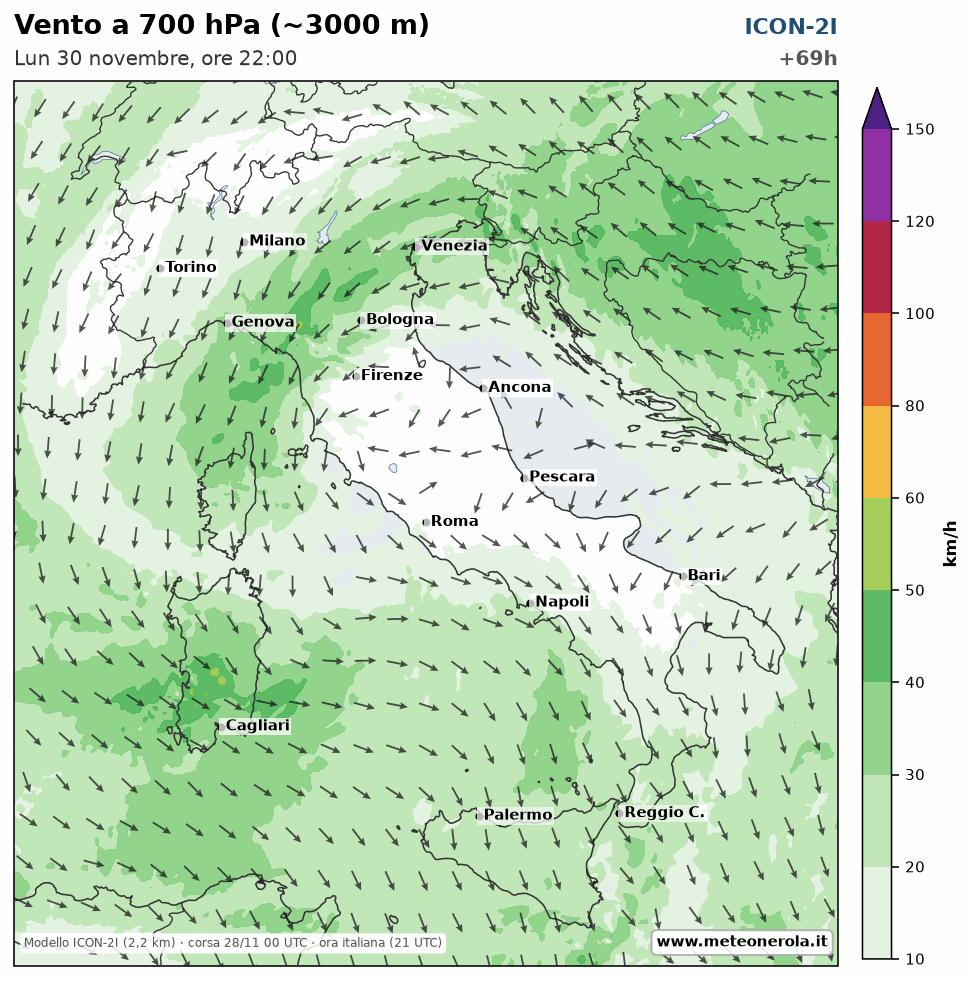 Vento a 700 hPa (~3000 m)
ICON-2I
Lun 30 novembre, ore 22:00
+69h
150
120
100
80
60
50
40
30
20
10
km/h
Milano
Venezia
Torino
Genova
Bologna
Firenze
Ancona
Pescara
Roma
Bari
Napoli
Cagliari
Palermo
Reggio C.
Modello ICON-2I (2,2 km) · corsa 28/11 00 UTC · ora italiana (21 UTC)
www.meteonerola.it